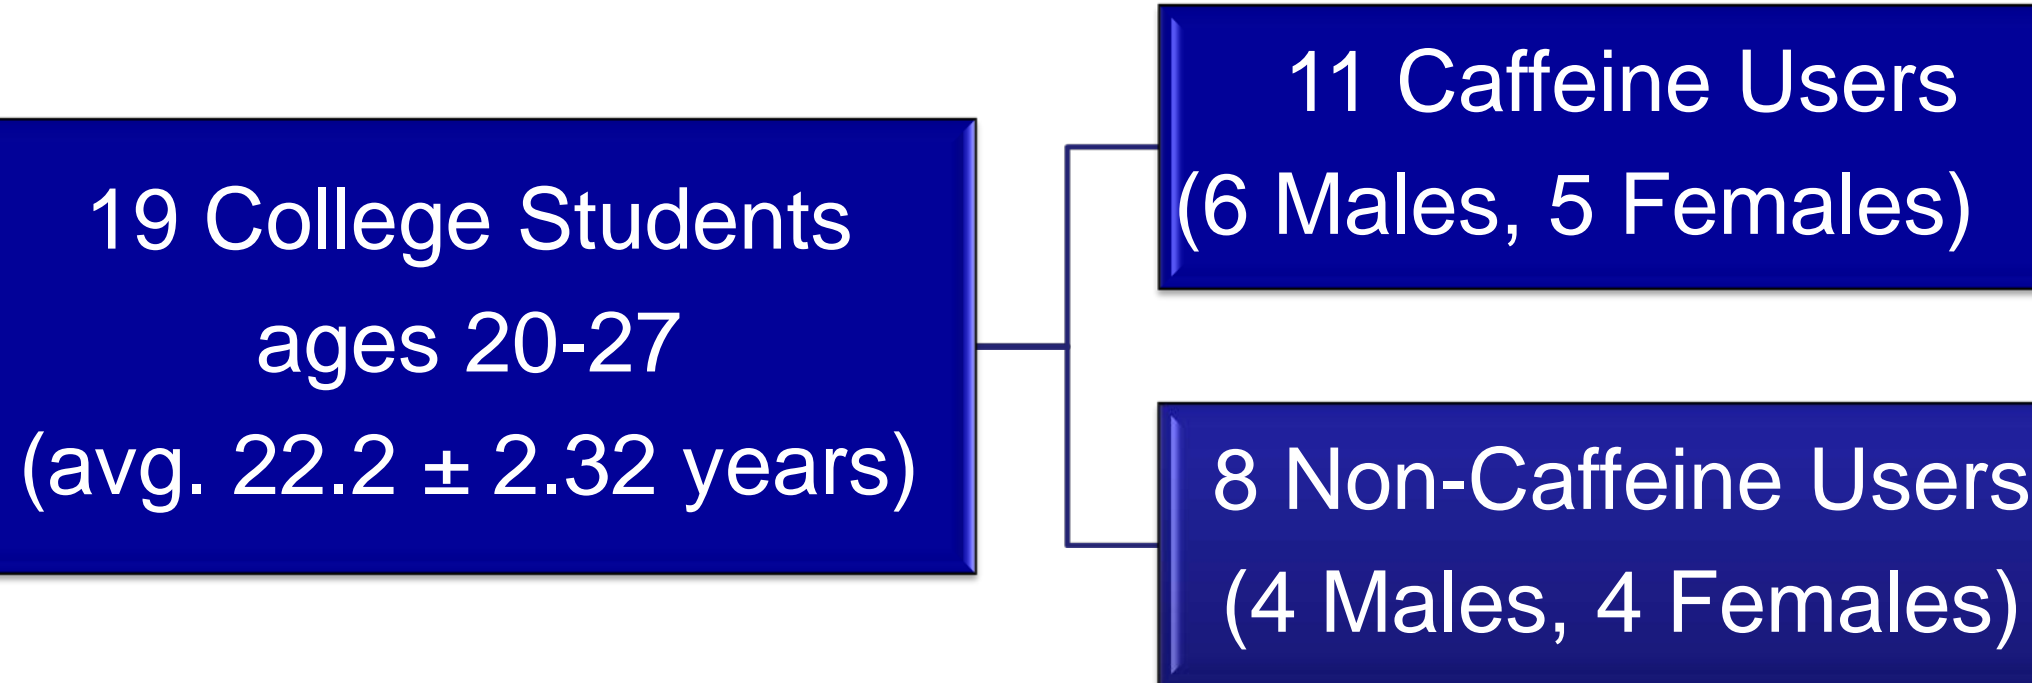 19 College Students
ages 20-27
(avg. 22.2 ± 2.32 years)
11 Caffeine Users
(6 Males, 5 Females)
8 Non-Caffeine Users
(4 Males, 4 Females)